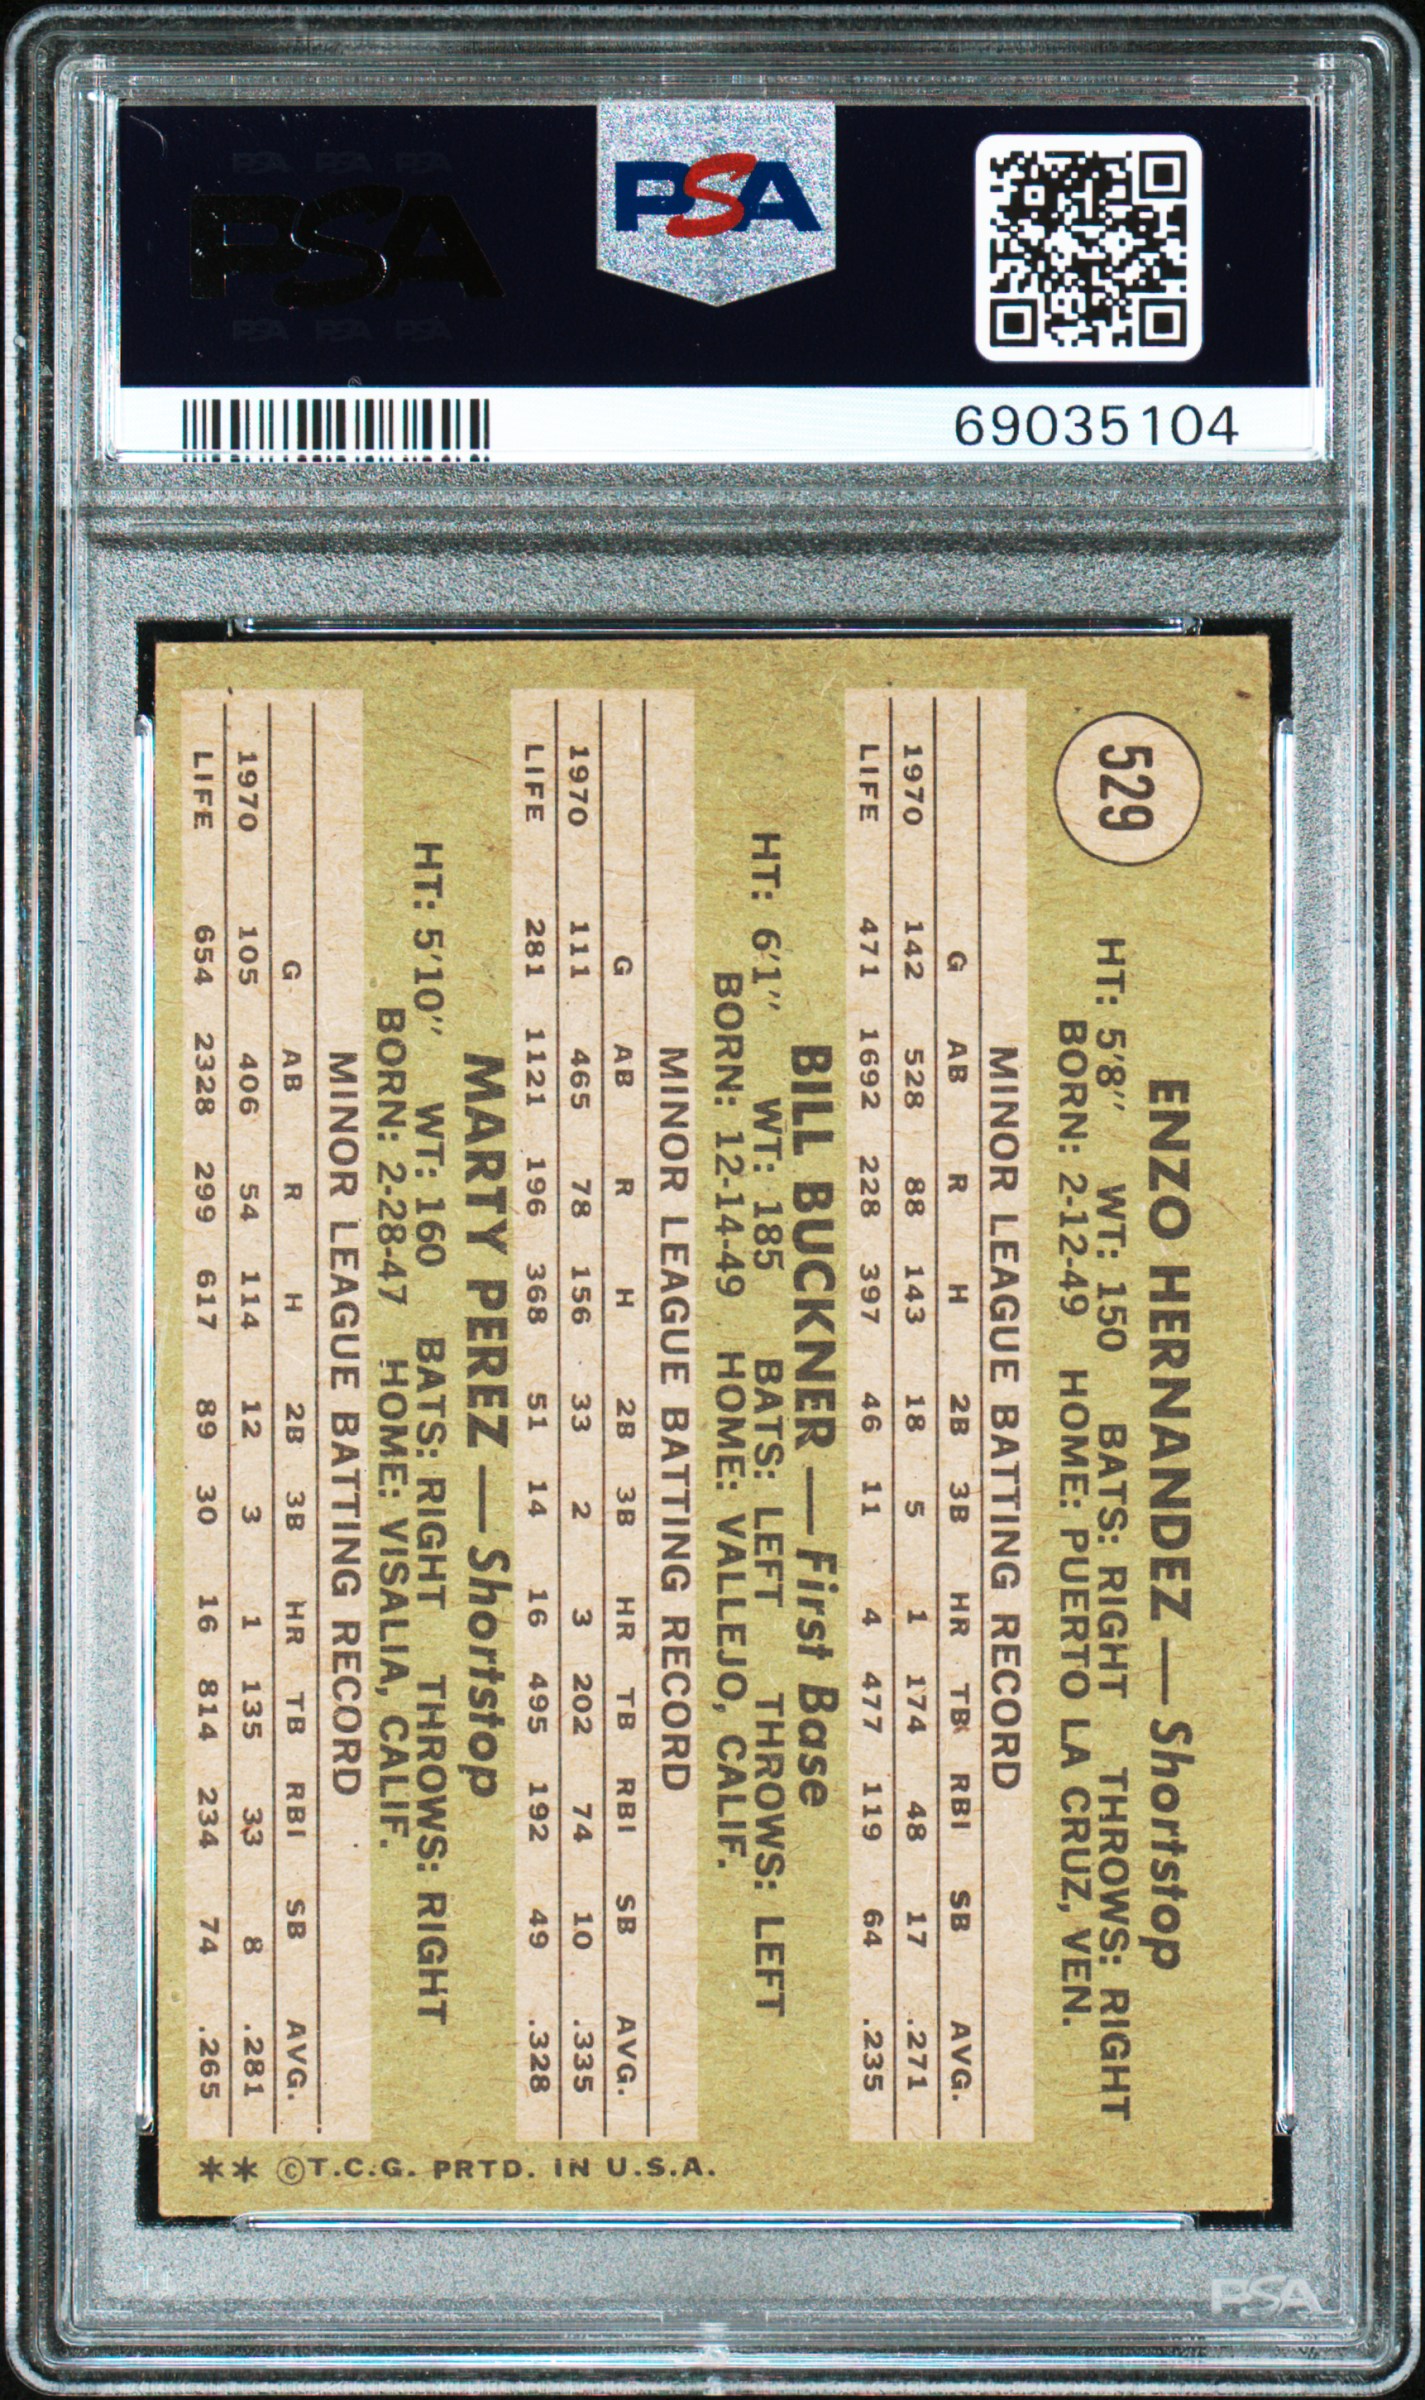 PSA PSA PSA
PSA
PSA PSA PSA
PSA
69035104
529
ENZO HERNANDEZ — Shortstop
HT: 5'8" WT: 150 BATS: RIGHT THROWS: RIGHT
BORN: 2-12-49 HOME: PUERTO LA CRUZ, VEN.
MINOR LEAGUE BATTING RECORD
G AB R H 2B 3B HR TB RBI SB AVG.
1970 142 528 88 143 18 5 1 174 48 17 .271
LIFE 471 1692 228 397 46 11 4 477 119 64 .235
BILL BUCKNER — First Base
HT: 6'1" WT: 185 BATS: LEFT THROWS: LEFT
BORN: 12-14-49 HOME: VALLEJO, CALIF.
MINOR LEAGUE BATTING RECORD
G AB R H 2B 3B HR TB RBI SB AVG.
1970 111 465 78 156 33 2 3 202 74 10 .335
LIFE 281 1121 196 368 51 14 16 495 192 49 .328
MARTY PEREZ — Shortstop
HT: 5'10" WT: 160 BATS: RIGHT THROWS: RIGHT
BORN: 2-28-47 HOME: VISALIA, CALIF.
MINOR LEAGUE BATTING RECORD
G AB R H 2B 3B HR TB RBI SB AVG.
1970 105 406 54 114 12 3 1 135 33 8 .281
LIFE 654 2328 299 617 89 30 16 814 234 74 .265
** ©T.C.G. PRTD. IN U.S.A.
PSA